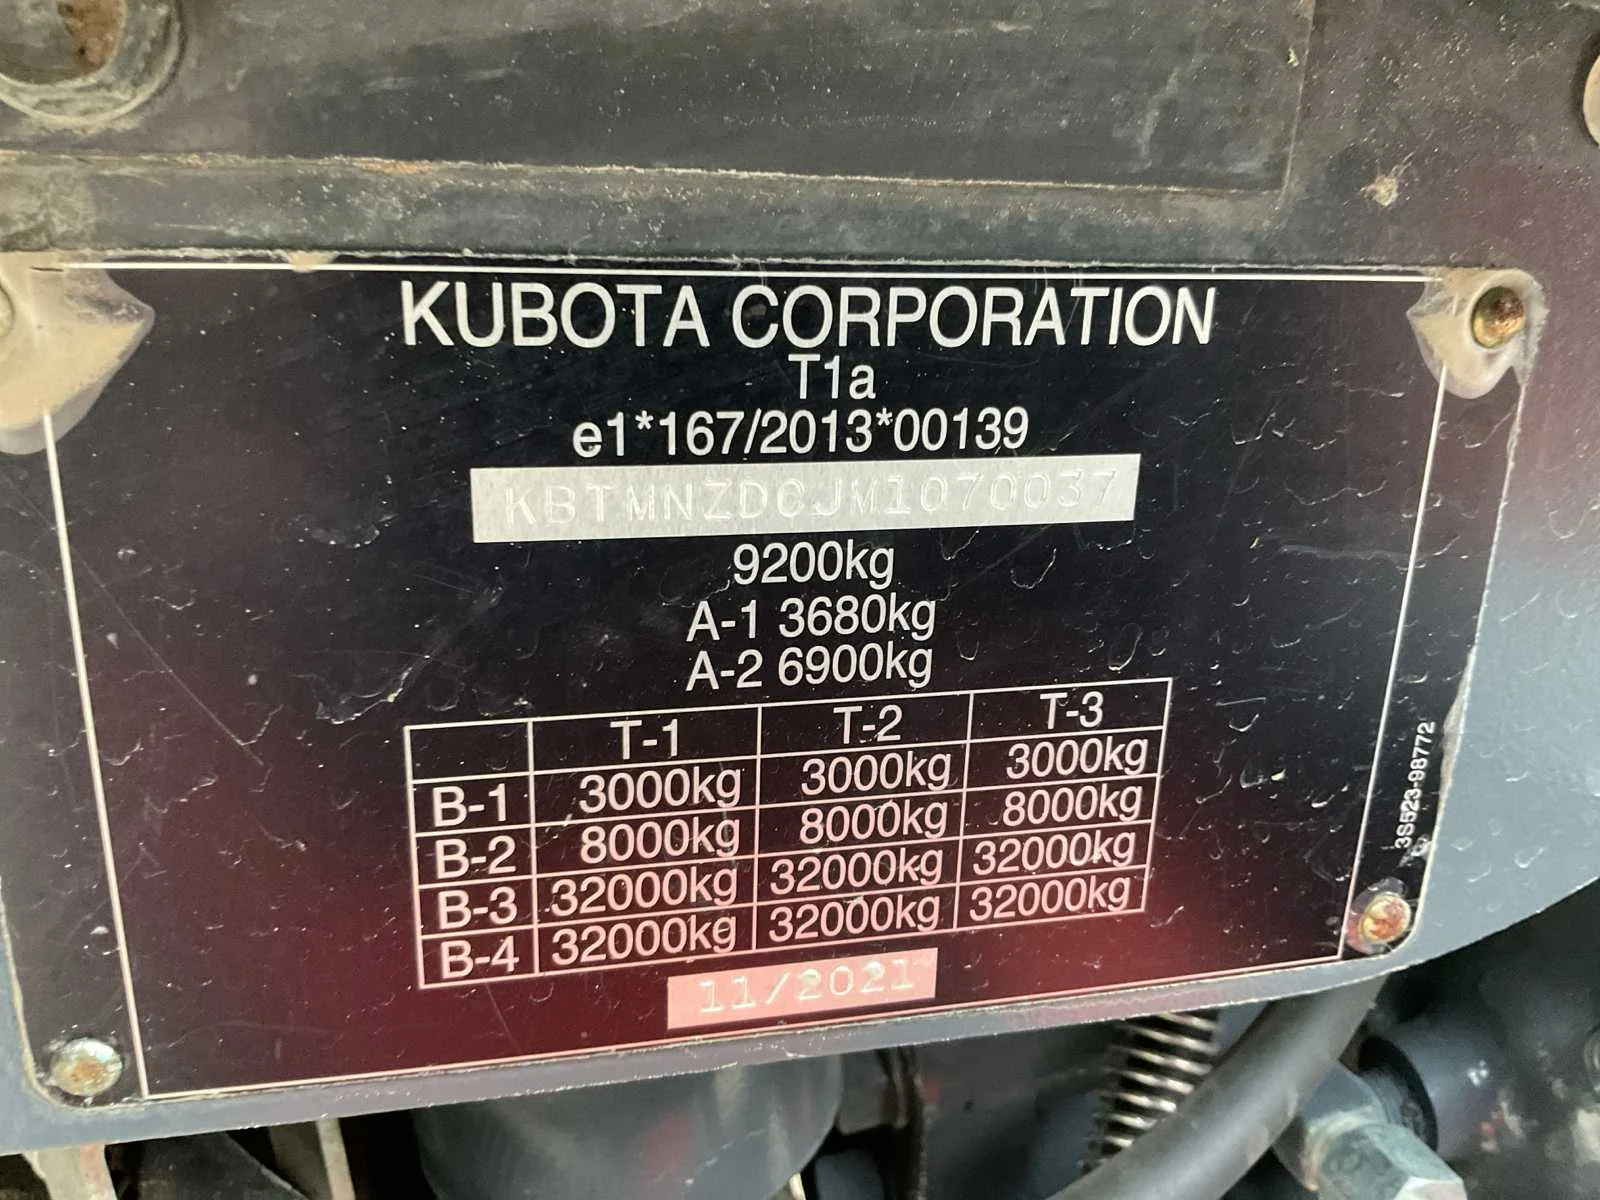 KUBOTA CORPORATION
T1a
e1*167/2013*00139
KBTMNZDCJM1070037
9200kg
A-1 3680kg
A-2 6900kg
T-1 T-2 T-3
B-1 3000kg 3000kg 3000kg
B-2 8000kg 8000kg 8000kg
B-3 32000kg 32000kg 32000kg
B-4 32000kg 32000kg 32000kg
11/2021
3S523-98772